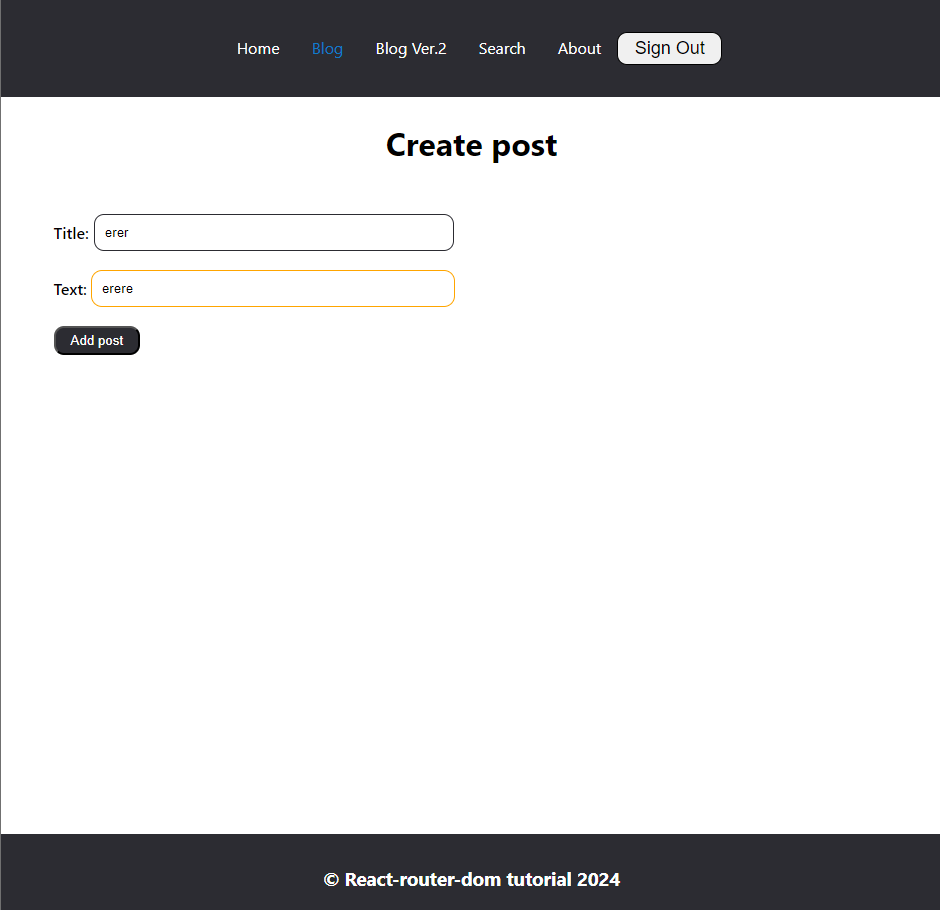 Home Blog Blog Ver.2 Search About Sign Out
Create post
Title: erer
Text: erere
Add post
© React-router-dom tutorial 2024